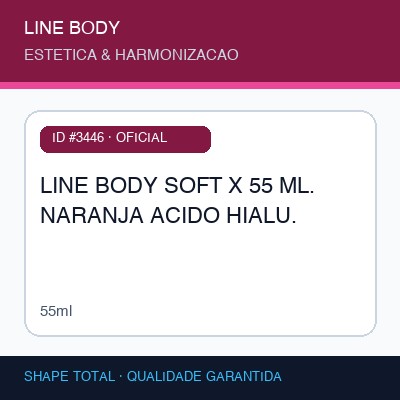 LINE BODY
ESTETICA & HARMONIZACAO
ID #3446 · OFICIAL
LINE BODY SOFT X 55 ML.
NARANJA ACIDO HIALU.
55ml
SHAPE TOTAL · QUALIDADE GARANTIDA